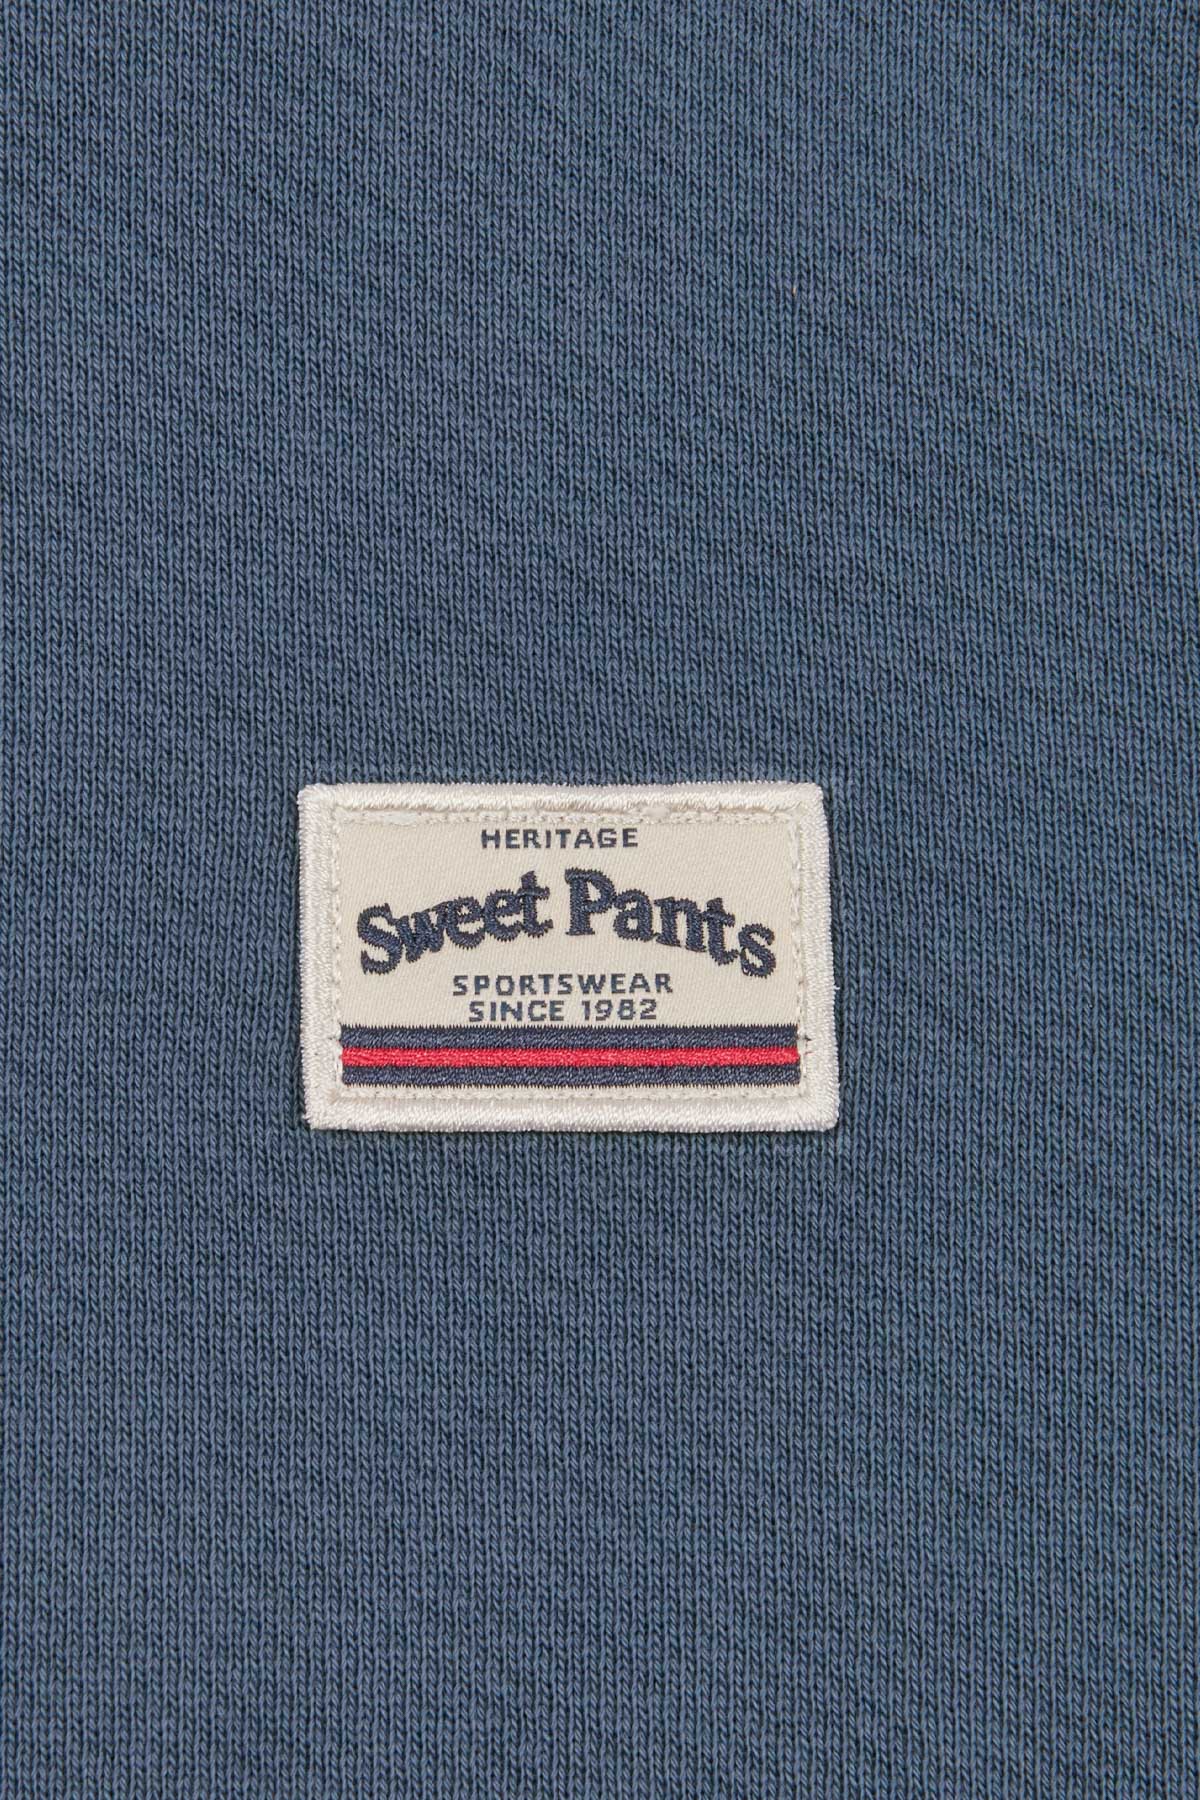 HERITAGE
Sweet Pants
SPORTSWEAR
SINCE 1982